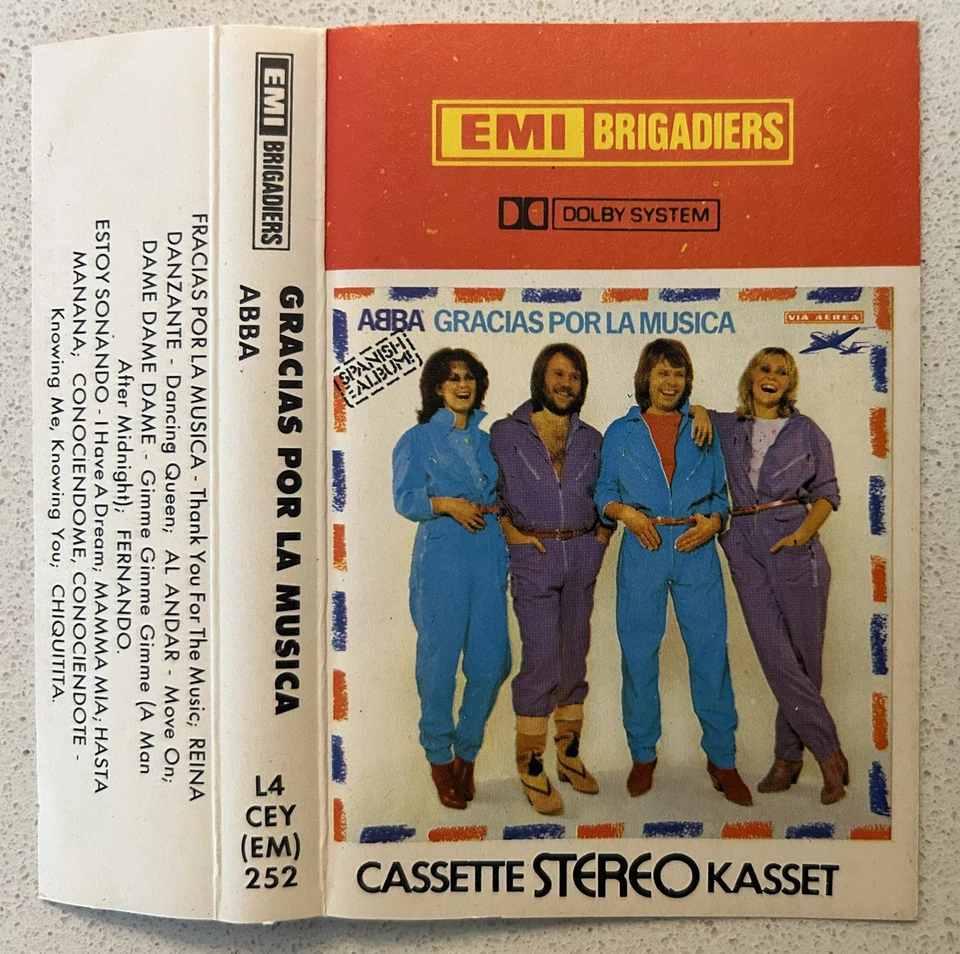 FRACIAS POR LA MUSICA - Thank You For The Music; REINA
DANZANTE - Dancing Queen; AL ANDAR - Move On;
DAME DAME DAME - Gimme Gimme Gimme (A Man
After Midnight); FERNANDO.
ESTOY SONANDO - I Have A Dream; MAMMA MIA; HASTA
MANANA; CONOCIENDOME, CONOCIENDOTE -
Knowing Me, Knowing You; CHIQUITITA.
EMI BRIGADIERS
GRACIAS POR LA MUSICA
ABBA
L4
CEY
(EM)
252
EMI BRIGADIERS
DOLBY SYSTEM
ABBA GRACIAS POR LA MUSICA
VIA AEREA
SPANISH
ALBUM!
CASSETTE STEREO KASSET